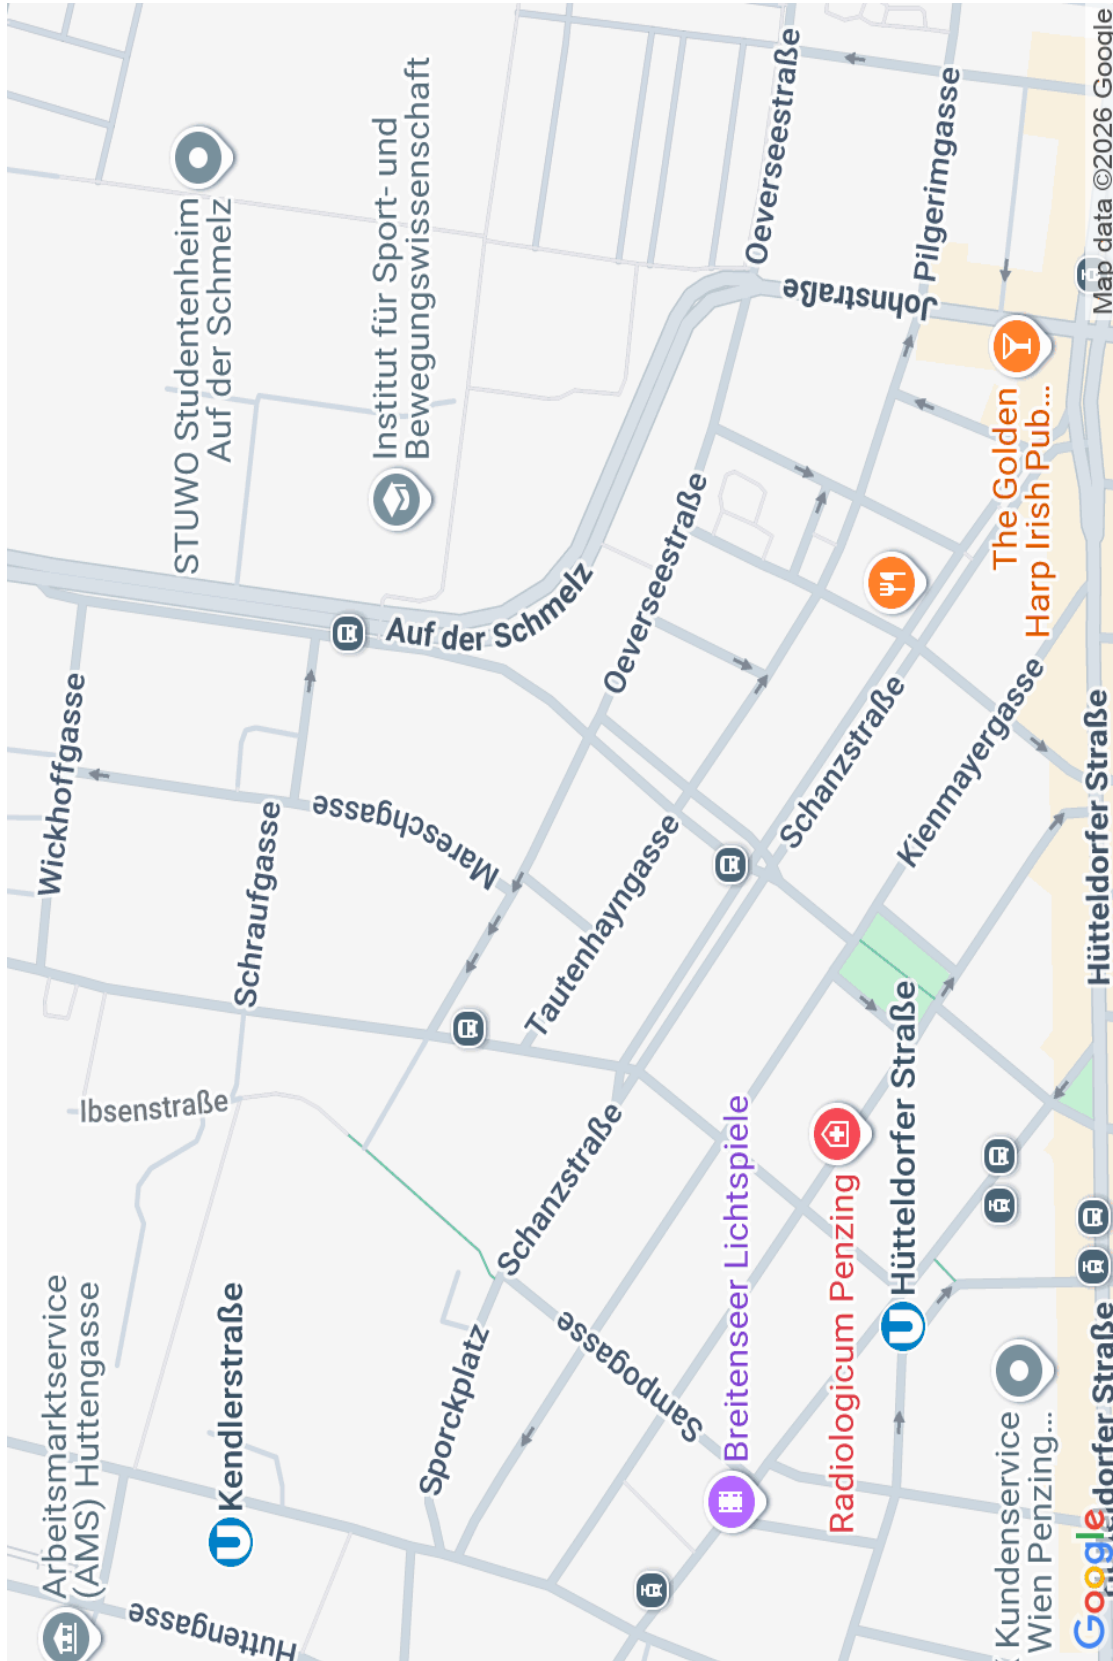 Arbeitsmarktservice
(AMS) Huttengasse
Huttengasse
Kendlerstraße
Ibsenstraße
Wickhoffgasse
Schraufgasse
Mareschgasse
STUWO Studentenheim
Auf der Schmelz
Institut für Sport- und
Bewegungswissenschaft
Auf der Schmelz
Sporckplatz
Schanzstraße
Sampogasse
Tautenhayngasse
Oeverseestraße
Oeverseestraße
Johnstraße
Pilgerimgasse
Breitenseer Lichtspiele
Radiologicum Penzing
Hütteldorfer Straße
Schanzstraße
Kienmayergasse
The Golden
Harp Irish Pub...
Kundenservice
Wien Penzing...
Hütteldorfer Straße
Hütteldorfer Straße
Google
Map data ©2026 Google